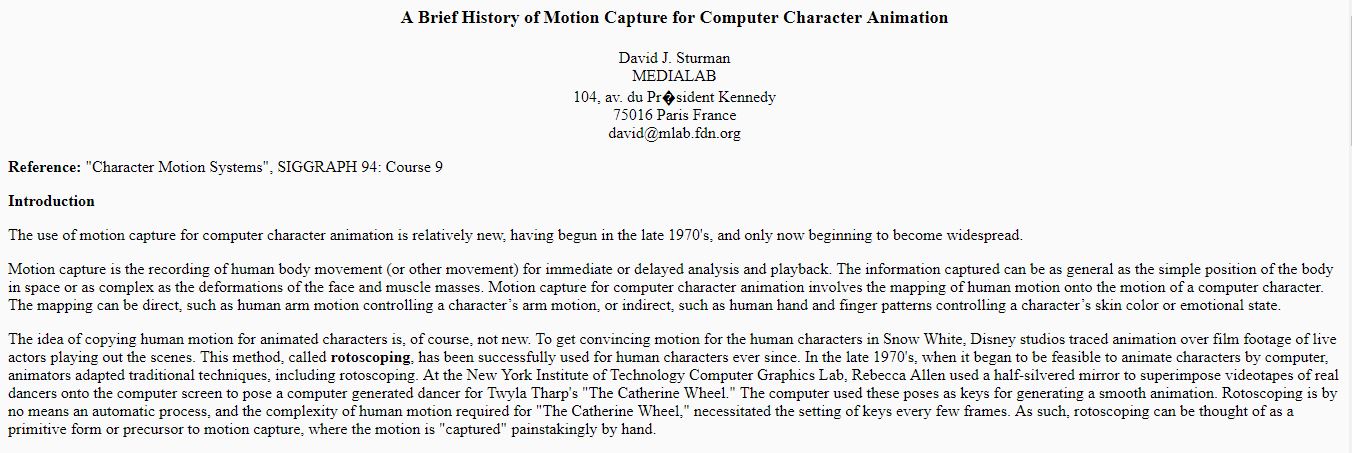 A Brief History of Motion Capture for Computer Character Animation
David J. Sturman
MEDIALAB
104, av. du Pr�sident Kennedy
75016 Paris France
david@mlab.fdn.org
Reference: "Character Motion Systems", SIGGRAPH 94: Course 9
Introduction
The use of motion capture for computer character animation is relatively new, having begun in the late 1970's, and only now beginning to become widespread.
Motion capture is the recording of human body movement (or other movement) for immediate or delayed analysis and playback. The information captured can be as general as the simple position of the body
in space or as complex as the deformations of the face and muscle masses. Motion capture for computer character animation involves the mapping of human motion onto the motion of a computer character.
The mapping can be direct, such as human arm motion controlling a character’s arm motion, or indirect, such as human hand and finger patterns controlling a character’s skin color or emotional state.
The idea of copying human motion for animated characters is, of course, not new. To get convincing motion for the human characters in Snow White, Disney studios traced animation over film footage of live
actors playing out the scenes. This method, called rotoscoping, has been successfully used for human characters ever since. In the late 1970's, when it began to be feasible to animate characters by computer,
animators adapted traditional techniques, including rotoscoping. At the New York Institute of Technology Computer Graphics Lab, Rebecca Allen used a half-silvered mirror to superimpose videotapes of real
dancers onto the computer screen to pose a computer generated dancer for Twyla Tharp's "The Catherine Wheel." The computer used these poses as keys for generating a smooth animation. Rotoscoping is by
no means an automatic process, and the complexity of human motion required for "The Catherine Wheel," necessitated the setting of keys every few frames. As such, rotoscoping can be thought of as a
primitive form or precursor to motion capture, where the motion is "captured" painstakingly by hand.